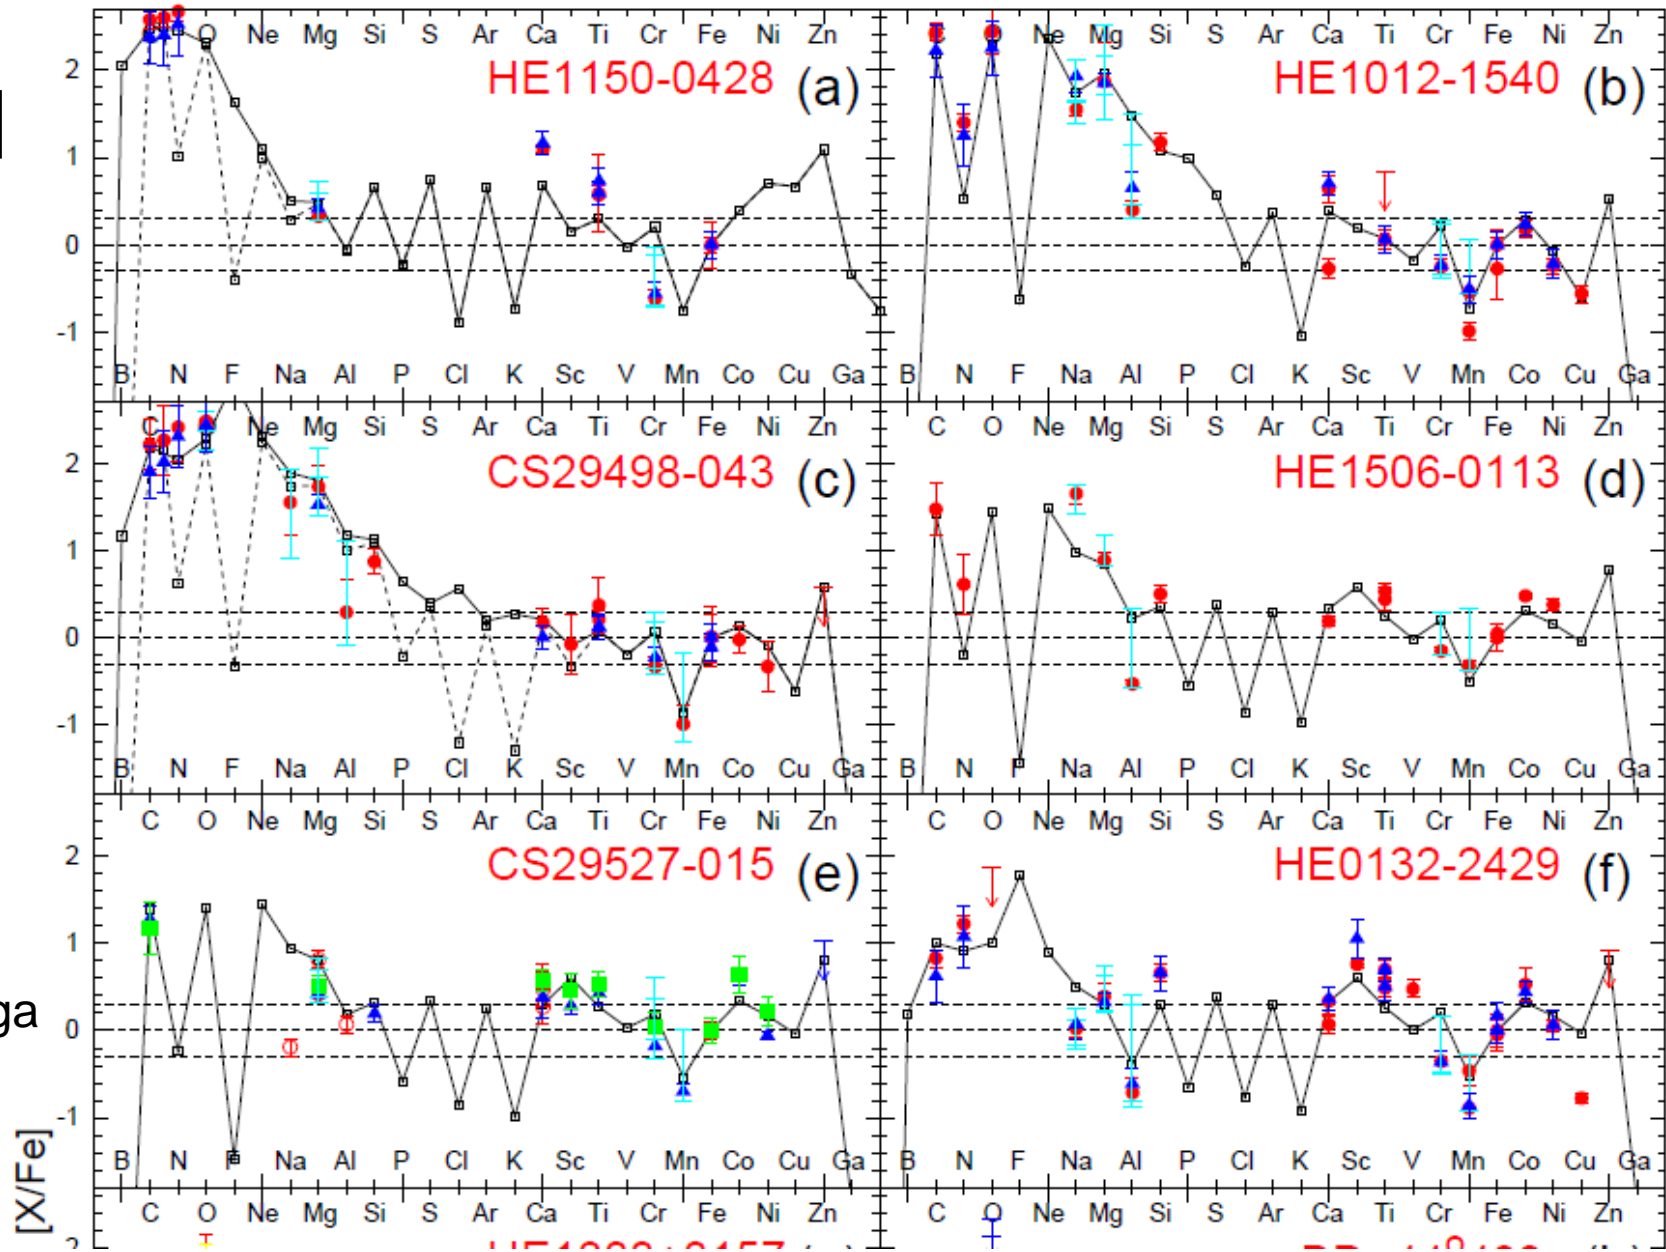 C N O Ne Mg Si S Ar Ca Ti Cr Fe Ni Zn
HE1150-0428 (a)
2
1
0
-1
B N F Na Al P Cl K Sc V Mn Co Cu Ga
O Ne Mg Si S Ar Ca Ti Cr Fe Ni Zn
HE1012-1540 (b)
B N F Na Al P Cl K Sc V Mn Co Cu Ga
C Ne Mg Si S Ar Ca Ti Cr Fe Ni Zn
CS29498-043 (c)
2
1
0
-1
B N F Na Al P Cl K Sc V Mn Co Cu Ga
C O Ne Mg Si S Ar Ca Ti Cr Fe Ni Zn
HE1506-0113 (d)
B N F Na Al P Cl K Sc V Mn Co Cu Ga
C O Ne Mg Si S Ar Ca Ti Cr Fe Ni Zn
CS29527-015 (e)
2
1
0
-1
B N F Na Al P Cl K Sc V Mn Co Cu Ga
C O Ne Mg Si S Ar Ca Ti Cr Fe Ni Zn
HE0132-2429 (f)
B N F Na Al P Cl K Sc V Mn Co Cu Ga
ga
[X/Fe]
C O Ne Mg Si S Ar Ca Ti Cr Fe Ni Zn
2
C O Ne Mg Si S Ar Ca Ti Cr Fe Ni Zn